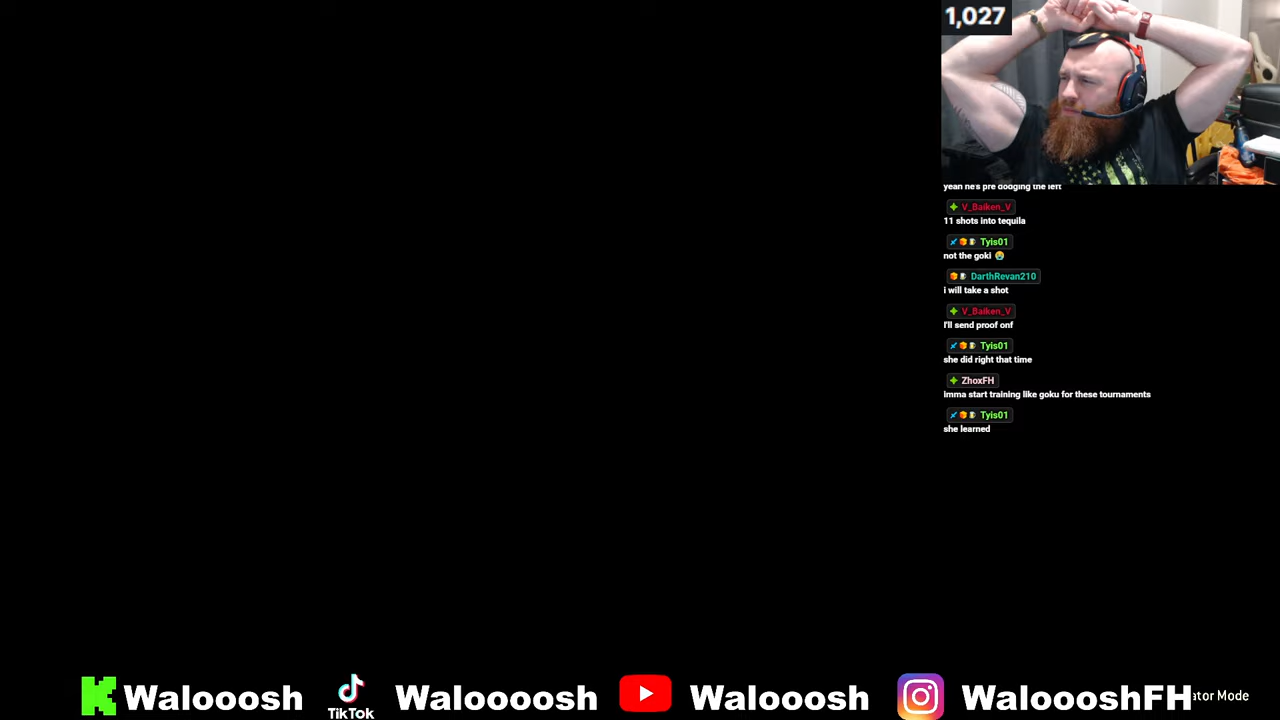 1,027
yeah he's pre dodging the left
V_Baiken_V
11 shots into tequila
Tyis01
not the goki 😭
DarthRevan210
i will take a shot
V_Baiken_V
I'll send proof onf
Tyis01
she did right that time
ZhoxFH
imma start training like goku for these tournaments
Tyis01
she learned
Walooosh
TikTok
Waloooosh
Walooosh
WaloooshFH
ator Mode